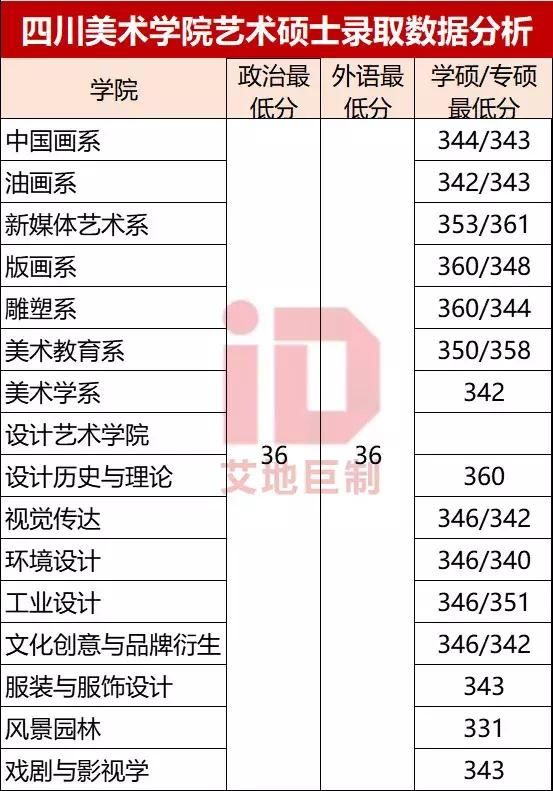 四川美术学院艺术硕士录取数据分析
学院 政治最低分 外语最低分 学硕/专硕最低分
中国画系 344/343
油画系 342/343
新媒体艺术系 353/361
版画系 360/348
雕塑系 360/344
美术教育系 350/358
美术学系 342
设计艺术学院
36 36
设计历史与理论 360
视觉传达 346/342
环境设计 346/340
工业设计 346/351
文化创意与品牌衍生 346/342
服装与服饰设计 343
风景园林 331
戏剧与影视学 343
iD
艾地巨制